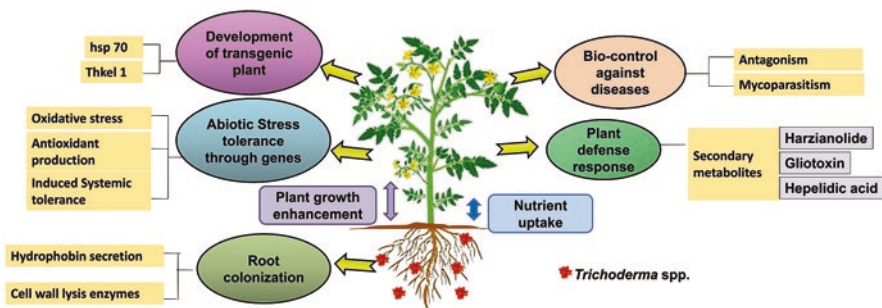 hsp 70
Thkel 1
Development
of transgenic
plant
Bio-control
against
diseases
Antagonism
Mycoparasitism
Oxidative stress
Antioxidant
production
Induced Systemic
tolerance
Abiotic Stress
tolerance
through genes
Plant
defense
response
Secondary
metabolites
Harzianolide
Gliotoxin
Hepelidic acid
Plant growth
enhancement
Nutrient
uptake
Hydrophobin secretion
Cell wall lysis enzymes
Root
colonization
Trichoderma spp.